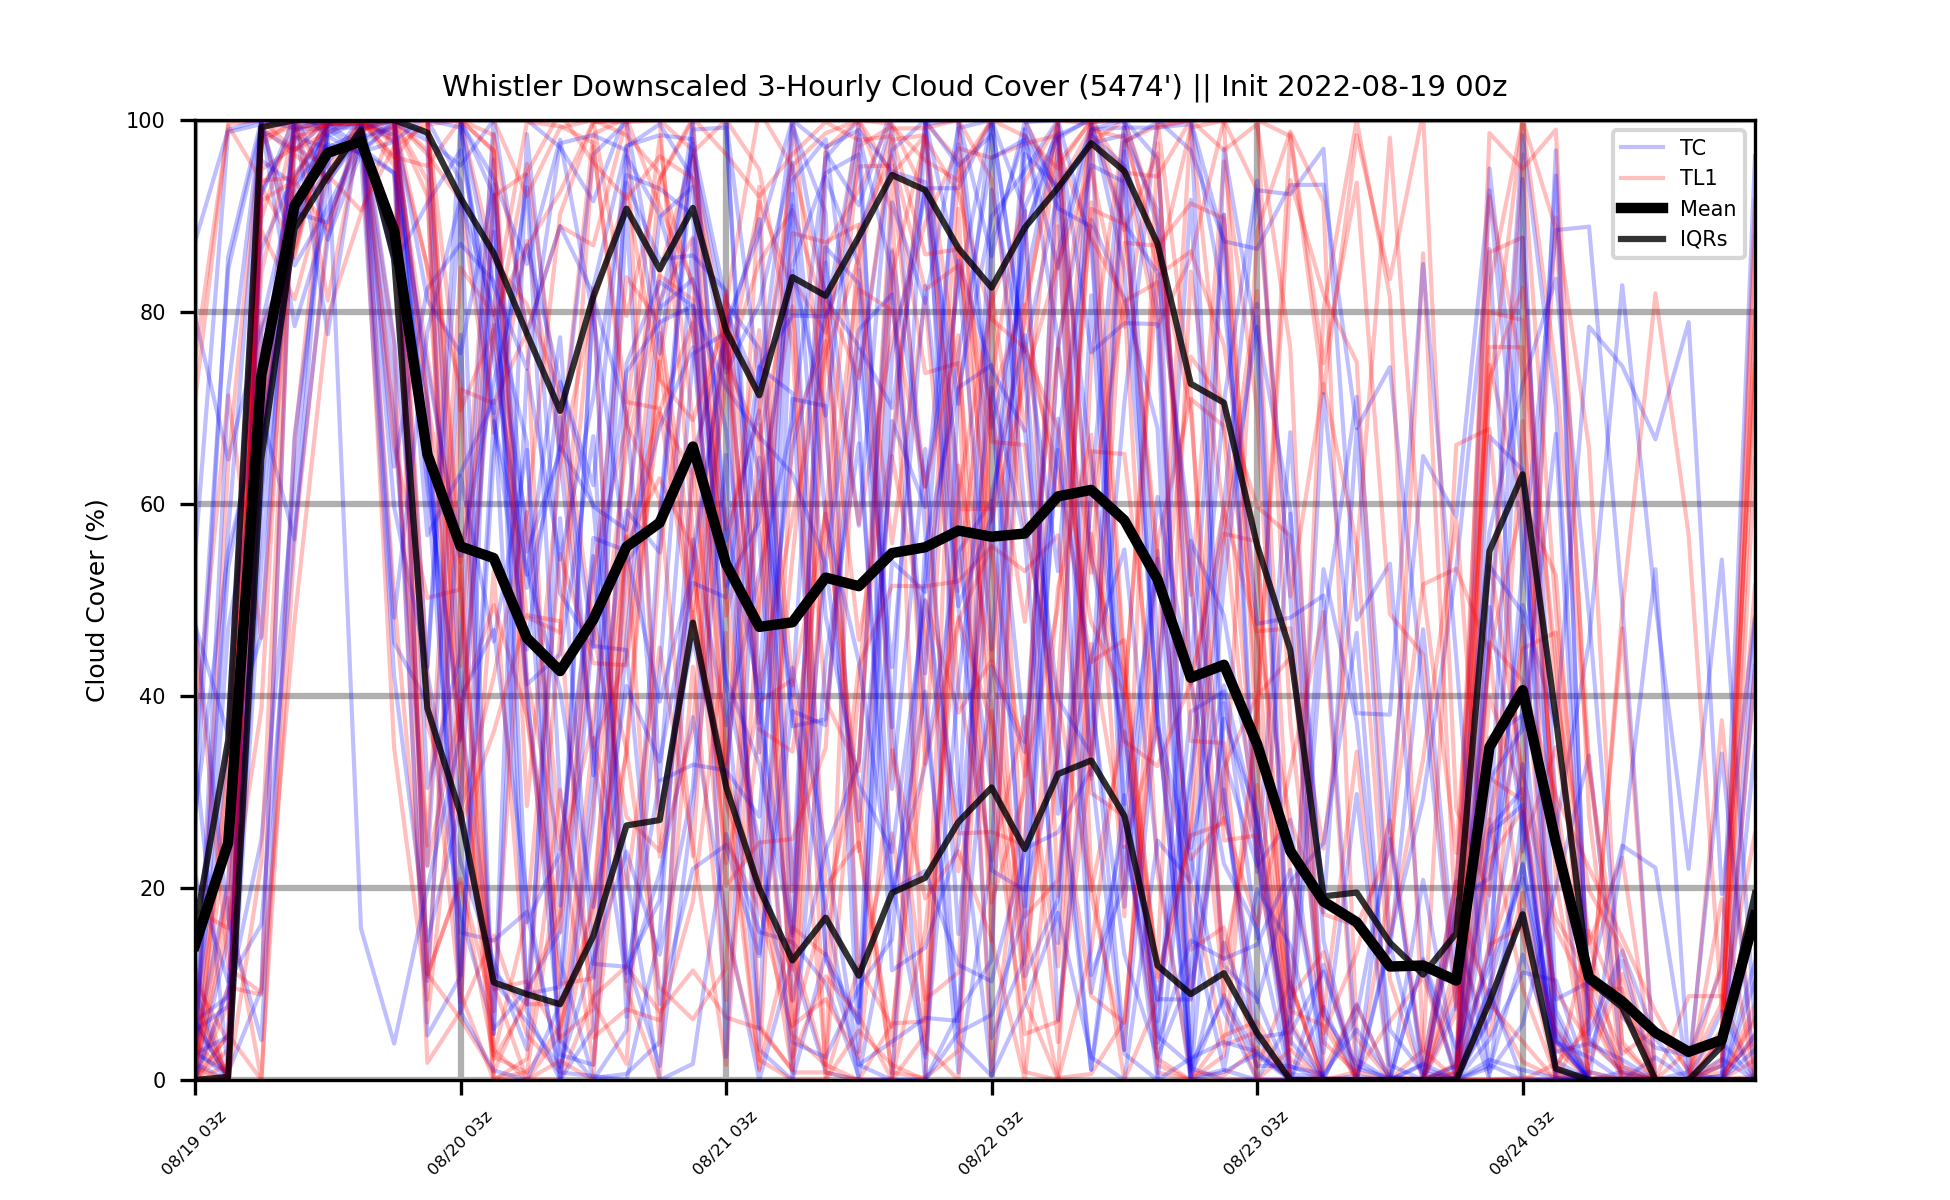 Whistler Downscaled 3-Hourly Cloud Cover (5474') || Init 2022-08-19 00z
Cloud Cover (%)
100
80
60
40
20
0
TC
TL1
Mean
IQRs
08/19 03z
08/20 03z
08/21 03z
08/22 03z
08/23 03z
08/24 03z